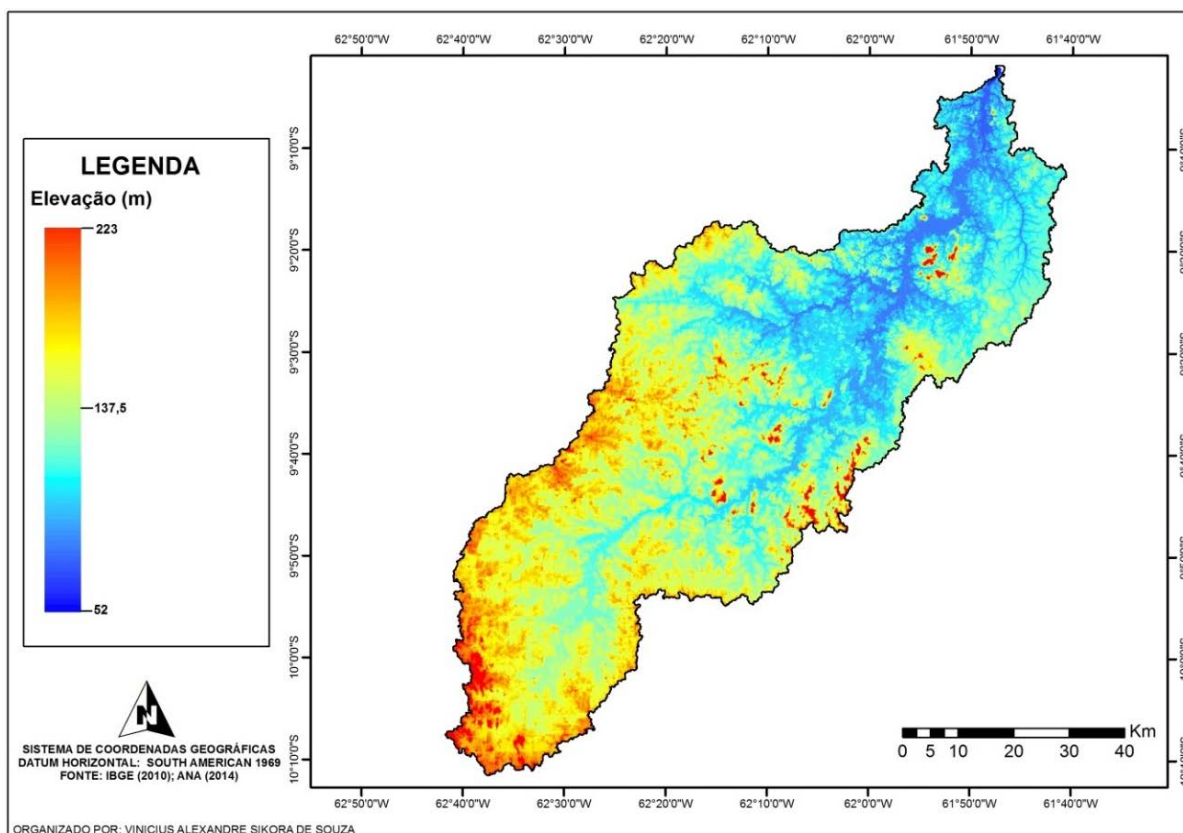 62°50'0"W 62°40'0"W 62°30'0"W 62°20'0"W 62°10'0"W 62°0'0"W 61°50'0"W 61°40'0"W
LEGENDA
Elevação (m)
223
137,5
52
9°10'0"S
9°20'0"S
9°30'0"S
9°40'0"S
9°50'0"S
10°0'0"S
10°10'0"S
N
SISTEMA DE COORDENADAS GEOGRÁFICAS
DATUM HORIZONTAL: SOUTH AMERICAN 1969
FONTE: IBGE (2010); ANA (2014)
Km
0 5 10 20 30 40
62°50'0"W 62°40'0"W 62°30'0"W 62°20'0"W 62°10'0"W 62°0'0"W 61°50'0"W 61°40'0"W
ORGANIZADO POR: VINICIUS ALEXANDRE SIKORA DE SOUZA